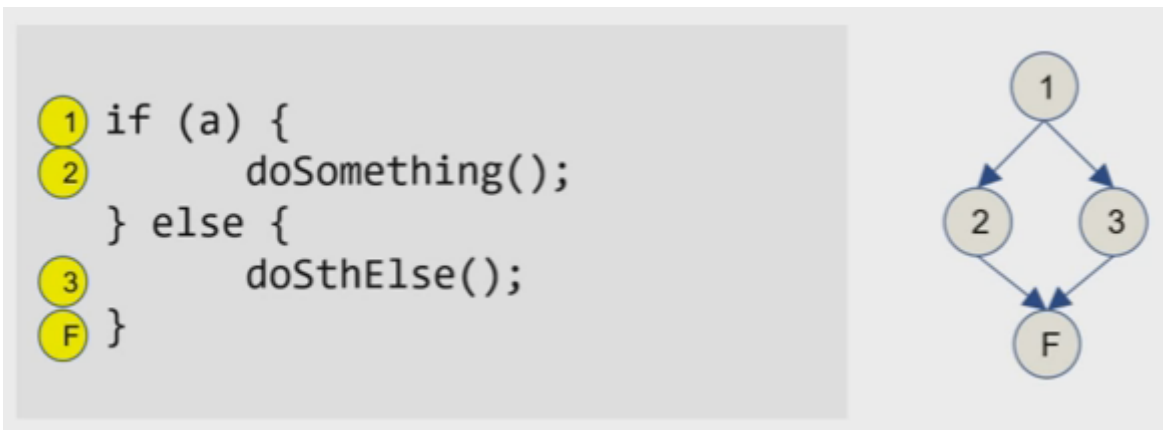 1 if (a) {
2 doSomething();
} else {
3 doSthElse();
F }
1
2 3
F